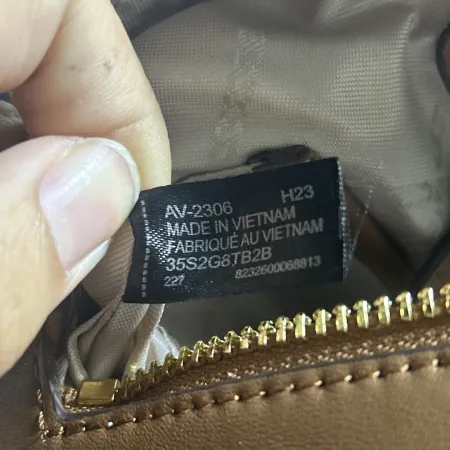 AV-2306 H23
MADE IN VIETNAM
FABRIQUÉ AU VIETNAM
35S2G8TB2B
227 8232600068813